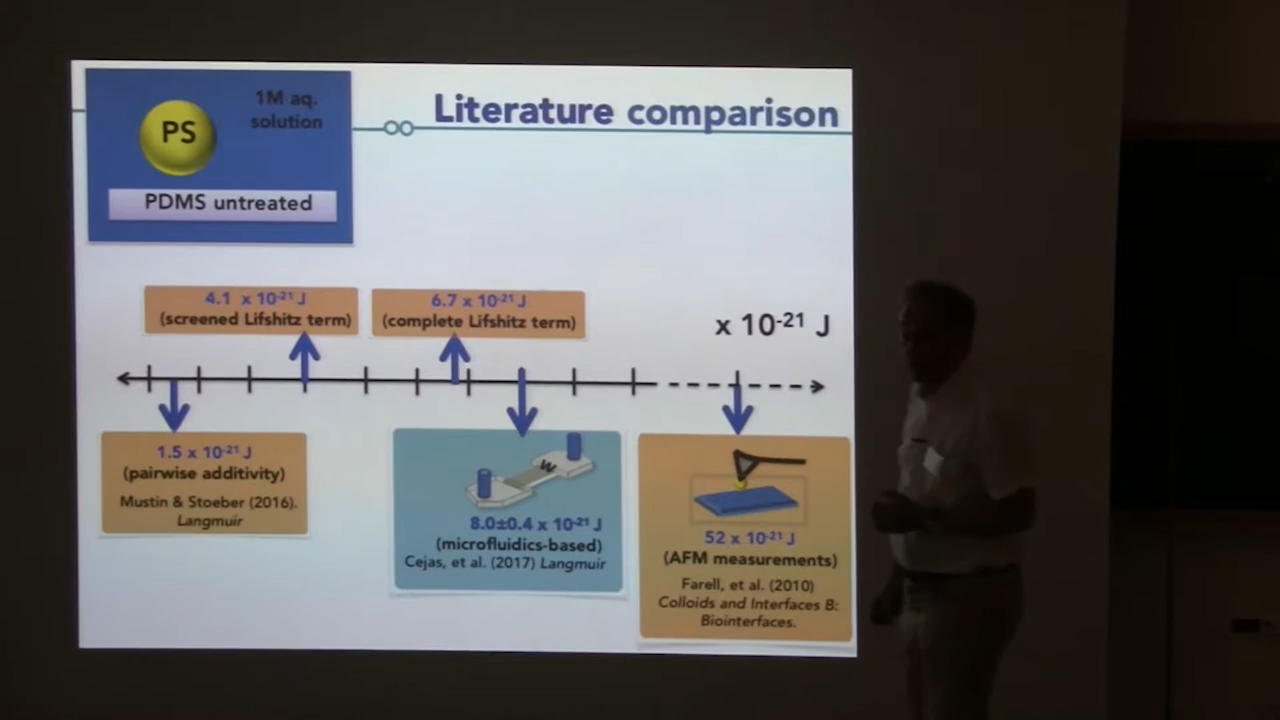 1M aq.
solution
PS
PDMS untreated
Literature comparison
4.1 x 10⁻²¹ J
(screened Lifshitz term)
6.7 x 10⁻²¹ J
(complete Lifshitz term)
x 10⁻²¹ J
1.5 x 10⁻²¹ J
(pairwise additivity)
Mustin & Stoeber (2016).
Langmuir
W
8.0±0.4 x 10⁻²¹ J
(microfluidics-based)
Cejas, et al. (2017) Langmuir
52 x 10⁻²¹ J
(AFM measurements)
Farell, et al. (2010)
Colloids and Interfaces B:
Biointerfaces.